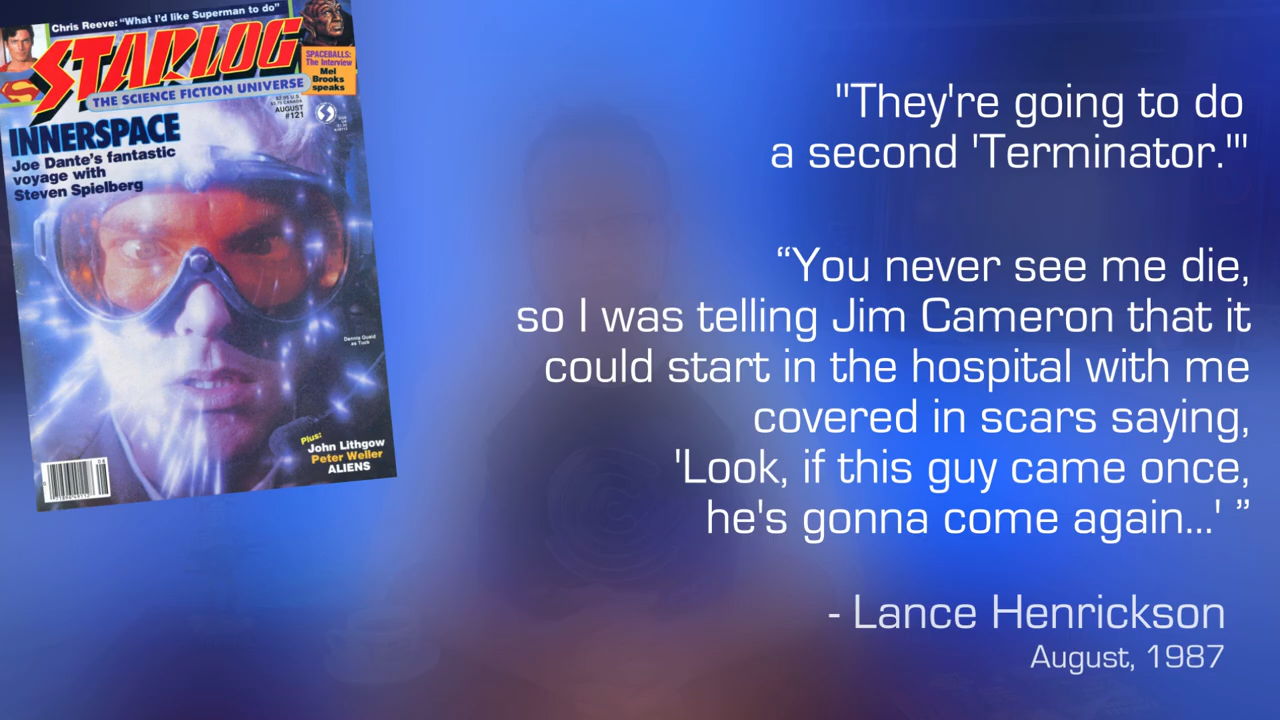 Chris Reeve: "What I'd like Superman to do"
STARLOG
THE SCIENCE FICTION UNIVERSE
SPACEBALLS:
The Interview
Mel
Brooks
speaks
AUGUST
#121
INNERSPACE
Joe Dante's fantastic
voyage with
Steven Spielberg
Dennis Quaid
as Tuck
Plus:
John Lithgow
Peter Weller
ALIENS
"They're going to do
a second 'Terminator.'"
“You never see me die,
so I was telling Jim Cameron that it
could start in the hospital with me
covered in scars saying,
'Look, if this guy came once,
he's gonna come again...' ”
- Lance Henrickson
August, 1987